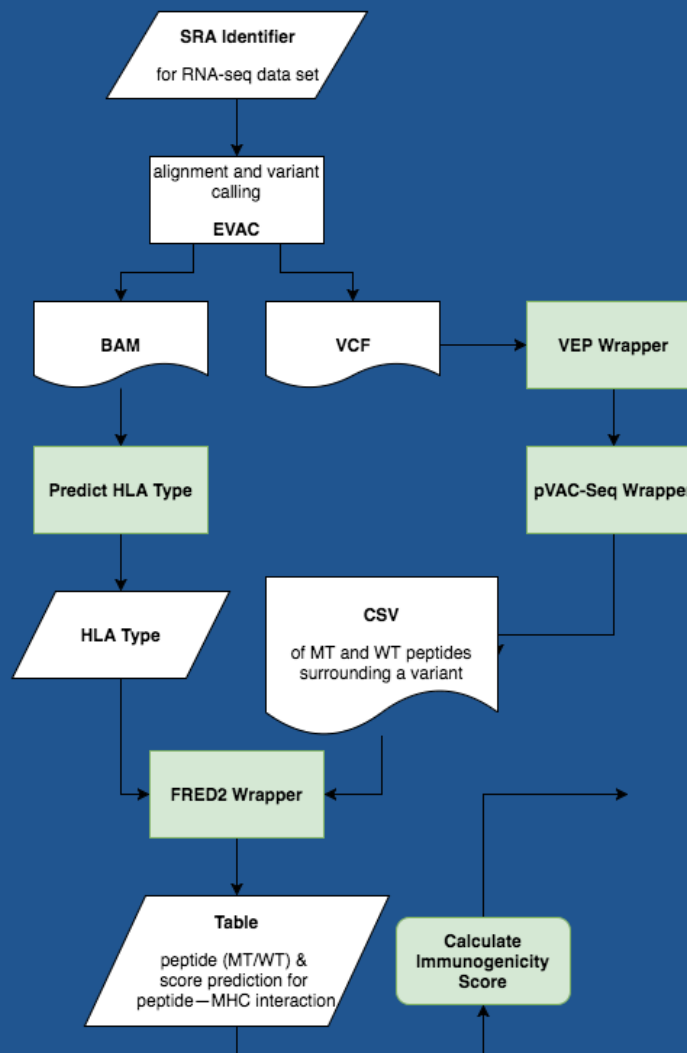 SRA Identifier
for RNA-seq data set
alignment and variant
calling
EVAC
BAM
VCF
VEP Wrapper
Predict HLA Type
pVAC-Seq Wrapper
HLA Type
CSV
of MT and WT peptides
surrounding a variant
FRED2 Wrapper
Table
peptide (MT/WT) &
score prediction for
peptide—MHC interaction
Calculate
Immunogenicity
Score